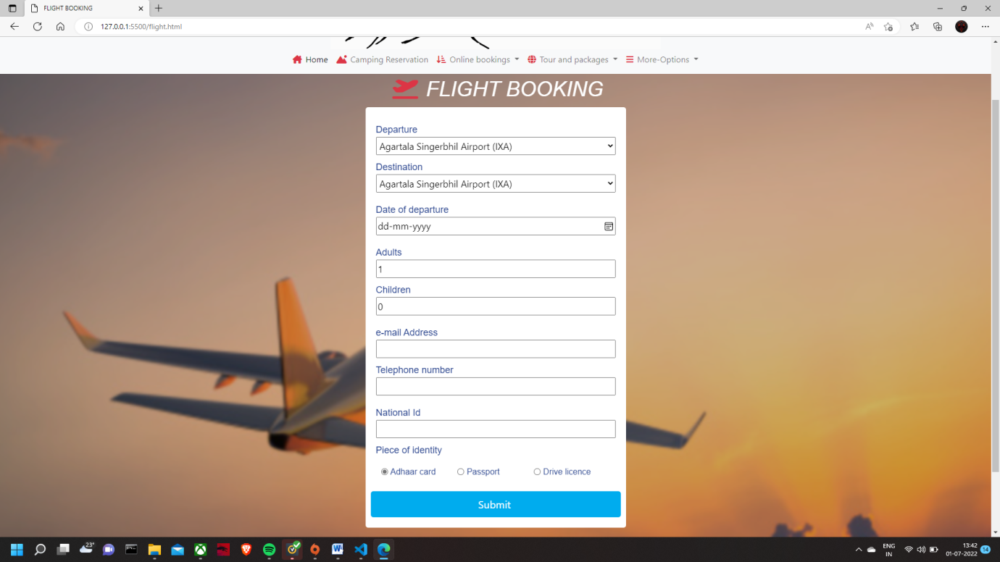 FLIGHT BOOKING
127.0.0.1:5500/flight.html
Home Camping Reservation Online bookings Tour and packages More-Options
FLIGHT BOOKING
Departure
Agartala Singerbhil Airport (IXA)
Destination
Agartala Singerbhil Airport (IXA)
Date of departure
dd-mm-yyyy
Adults
1
Children
0
e-mail Address
Telephone number
National Id
Piece of identity
Adhaar card Passport Drive licence
Submit
23°
ENG
IN
13:42
01-07-2022
14